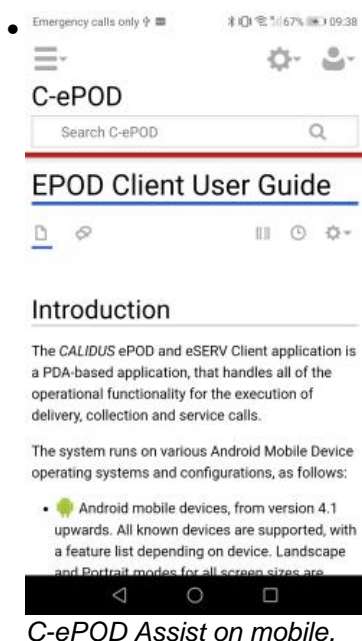 Emergency calls only
67% 09:38
C-ePOD
Search C-ePOD
EPOD Client User Guide
Introduction
The CALIDUS ePOD and eSERV Client application is
a PDA-based application, that handles all of the
operational functionality for the execution of
delivery, collection and service calls.
The system runs on various Android Mobile Device
operating systems and configurations, as follows:
• Android mobile devices, from version 4.1
upwards. All known devices are supported, with
a feature list depending on device. Landscape
and Portrait modes for all screen sizes are
C-ePOD Assist on mobile.